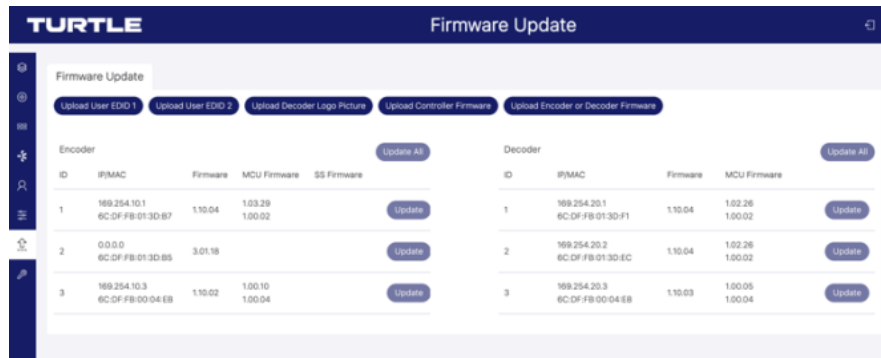 TURTLE
Firmware Update
Firmware Update
Upload User EDID 1 Upload User EDID 2 Upload Decoder Logo Picture Upload Controller Firmware Upload Encoder or Decoder Firmware
Encoder Update All
ID IP/MAC Firmware MCU Firmware SS Firmware
1 169.254.10.1 6C:DF:FB:01:3D:B7 1.10.04 1.03.29 1.00.02 Update
2 0.0.0.0 6C:DF:FB:01:3D:B5 3.01.18 Update
3 169.254.10.3 6C:DF:FB:00:04:EB 1.10.02 1.00.10 1.00.04 Update
Decoder Update All
ID IP/MAC Firmware MCU Firmware
1 169.254.20.1 6C:DF:FB:01:30:F1 1.10.04 1.02.26 1.00.02 Update
2 169.254.20.2 6C:DF:FB:01:3D:EC 1.10.04 1.02.26 1.00.02 Update
3 169.254.20.3 6C:DF:FB:00:04:E8 1.10.03 1.00.05 1.00.04 Update